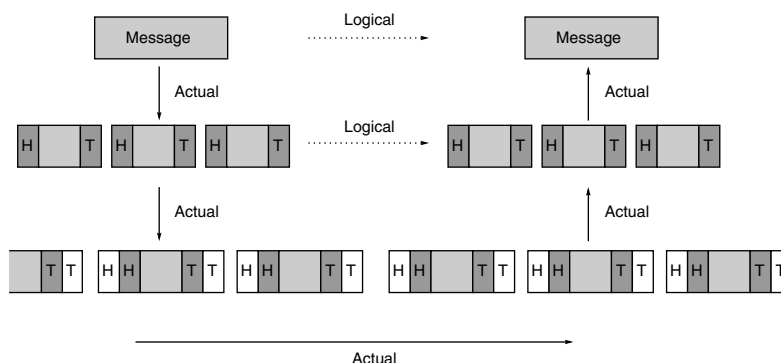 Message Logical Message
Actual Actual
Logical
H T H T H T H T H T H T
Actual Actual
T T H H T T H H T T H H T T H H T T H H T T
Actual